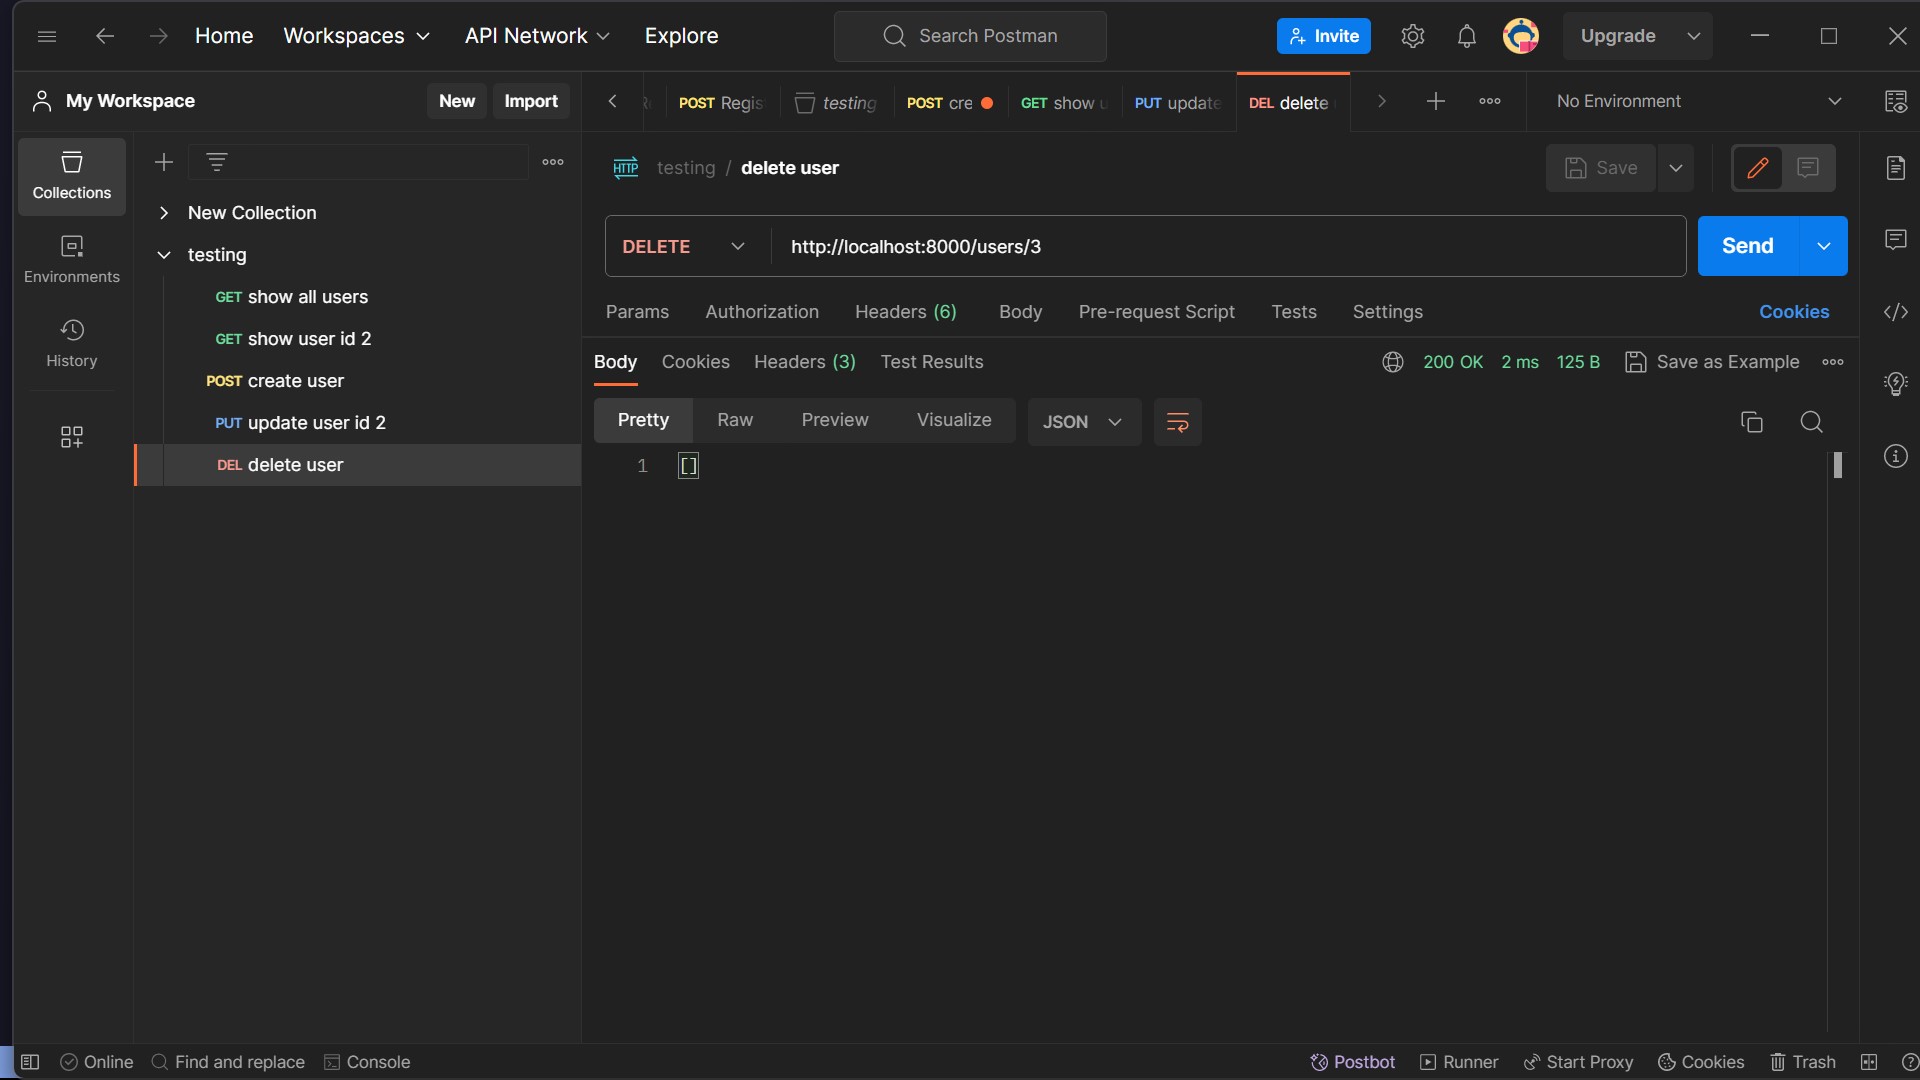 Home Workspaces API Network Explore Search Postman Invite Upgrade
My Workspace New Import
POST Regis testing POST cre GET show u PUT update DEL delete No Environment
Collections
Environments
History
New Collection
testing
GET show all users
GET show user id 2
POST create user
PUT update user id 2
DEL delete user
HTTP testing / delete user Save
DELETE http://localhost:8000/users/3 Send
Params Authorization Headers (6) Body Pre-request Script Tests Settings Cookies
Body Cookies Headers (3) Test Results 200 OK 2 ms 125 B Save as Example
Pretty Raw Preview Visualize JSON
1 []
Online Find and replace Console Postbot Runner Start Proxy Cookies Trash